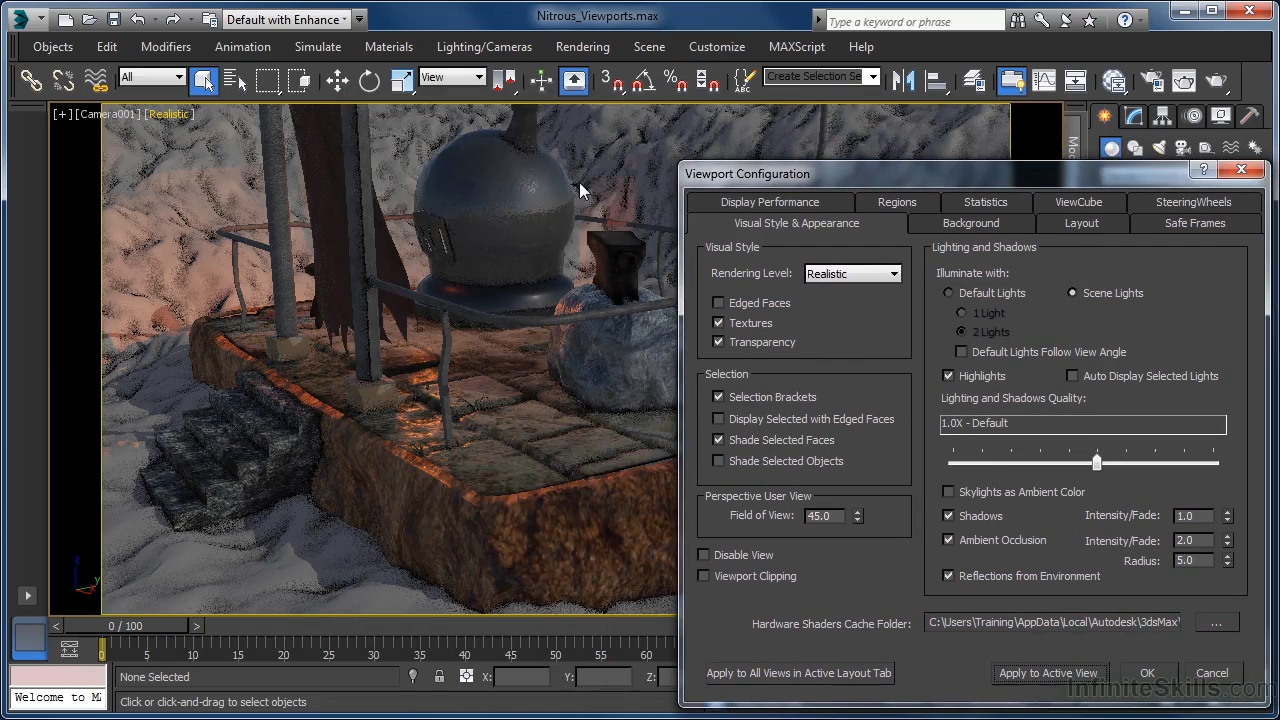 Default with Enhance
Nitrous_Viewports.max
Type a keyword or phrase
Objects Edit Modifiers Animation Simulate Materials Lighting/Cameras Rendering Scene Customize MAXScript Help
All
View
3
%
ABC
Create Selection Se
[+] [Camera001] [Realistic]
Viewport Configuration
Display Performance Regions Statistics ViewCube SteeringWheels
Visual Style & Appearance Background Layout Safe Frames
Visual Style
Rendering Level: Realistic
Edged Faces
Textures
Transparency
Selection
Selection Brackets
Display Selected with Edged Faces
Shade Selected Faces
Shade Selected Objects
Perspective User View
Field of View: 45.0
Disable View
Viewport Clipping
Lighting and Shadows
Illuminate with:
Default Lights Scene Lights
1 Light
2 Lights
Default Lights Follow View Angle
Highlights Auto Display Selected Lights
Lighting and Shadows Quality:
1.0X - Default
Skylights as Ambient Color
Shadows Intensity/Fade: 1.0
Ambient Occlusion Intensity/Fade: 2.0
Radius: 5.0
Reflections from Environment
Hardware Shaders Cache Folder: C:\Users\Training\AppData\Local\Autodesk\3dsMax\ ...
Apply to All Views in Active Layout Tab Apply to Active View OK Cancel
z
y
< 0 / 100 >
0 5 10 15 20 25 30 35 40 45 50 55 60
None Selected X: Y: Z:
Welcome to M
Click or click-and-drag to select objects
InfiniteSkills.com